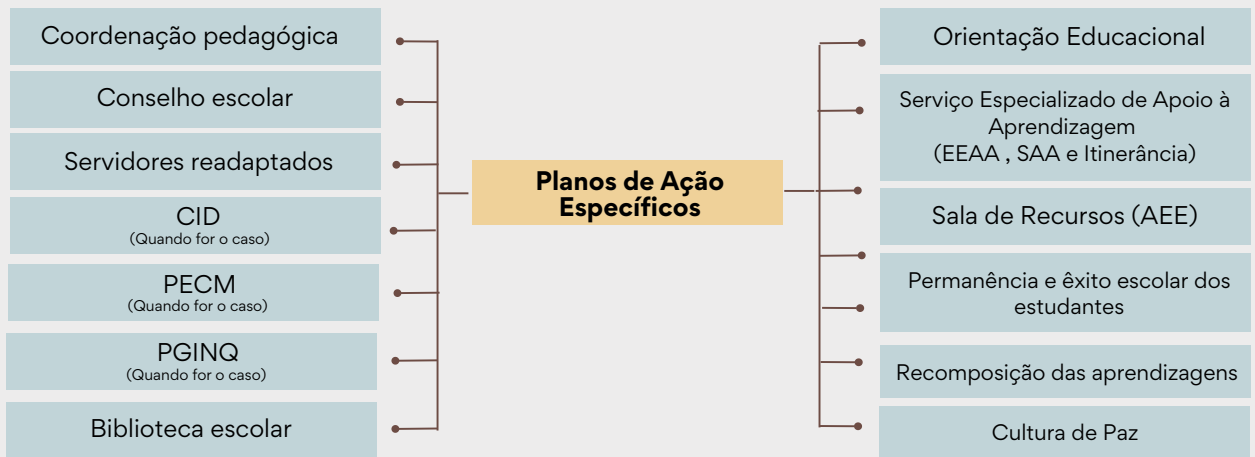 Coordenação pedagógica
Conselho escolar
Servidores readaptados
CID
(Quando for o caso)
PECM
(Quando for o caso)
PGINQ
(Quando for o caso)
Biblioteca escolar
Planos de Ação
Específicos
Orientação Educacional
Serviço Especializado de Apoio à
Aprendizagem
(EEAA , SAA e Itinerância)
Sala de Recursos (AEE)
Permanência e êxito escolar dos
estudantes
Recomposição das aprendizagens
Cultura de Paz